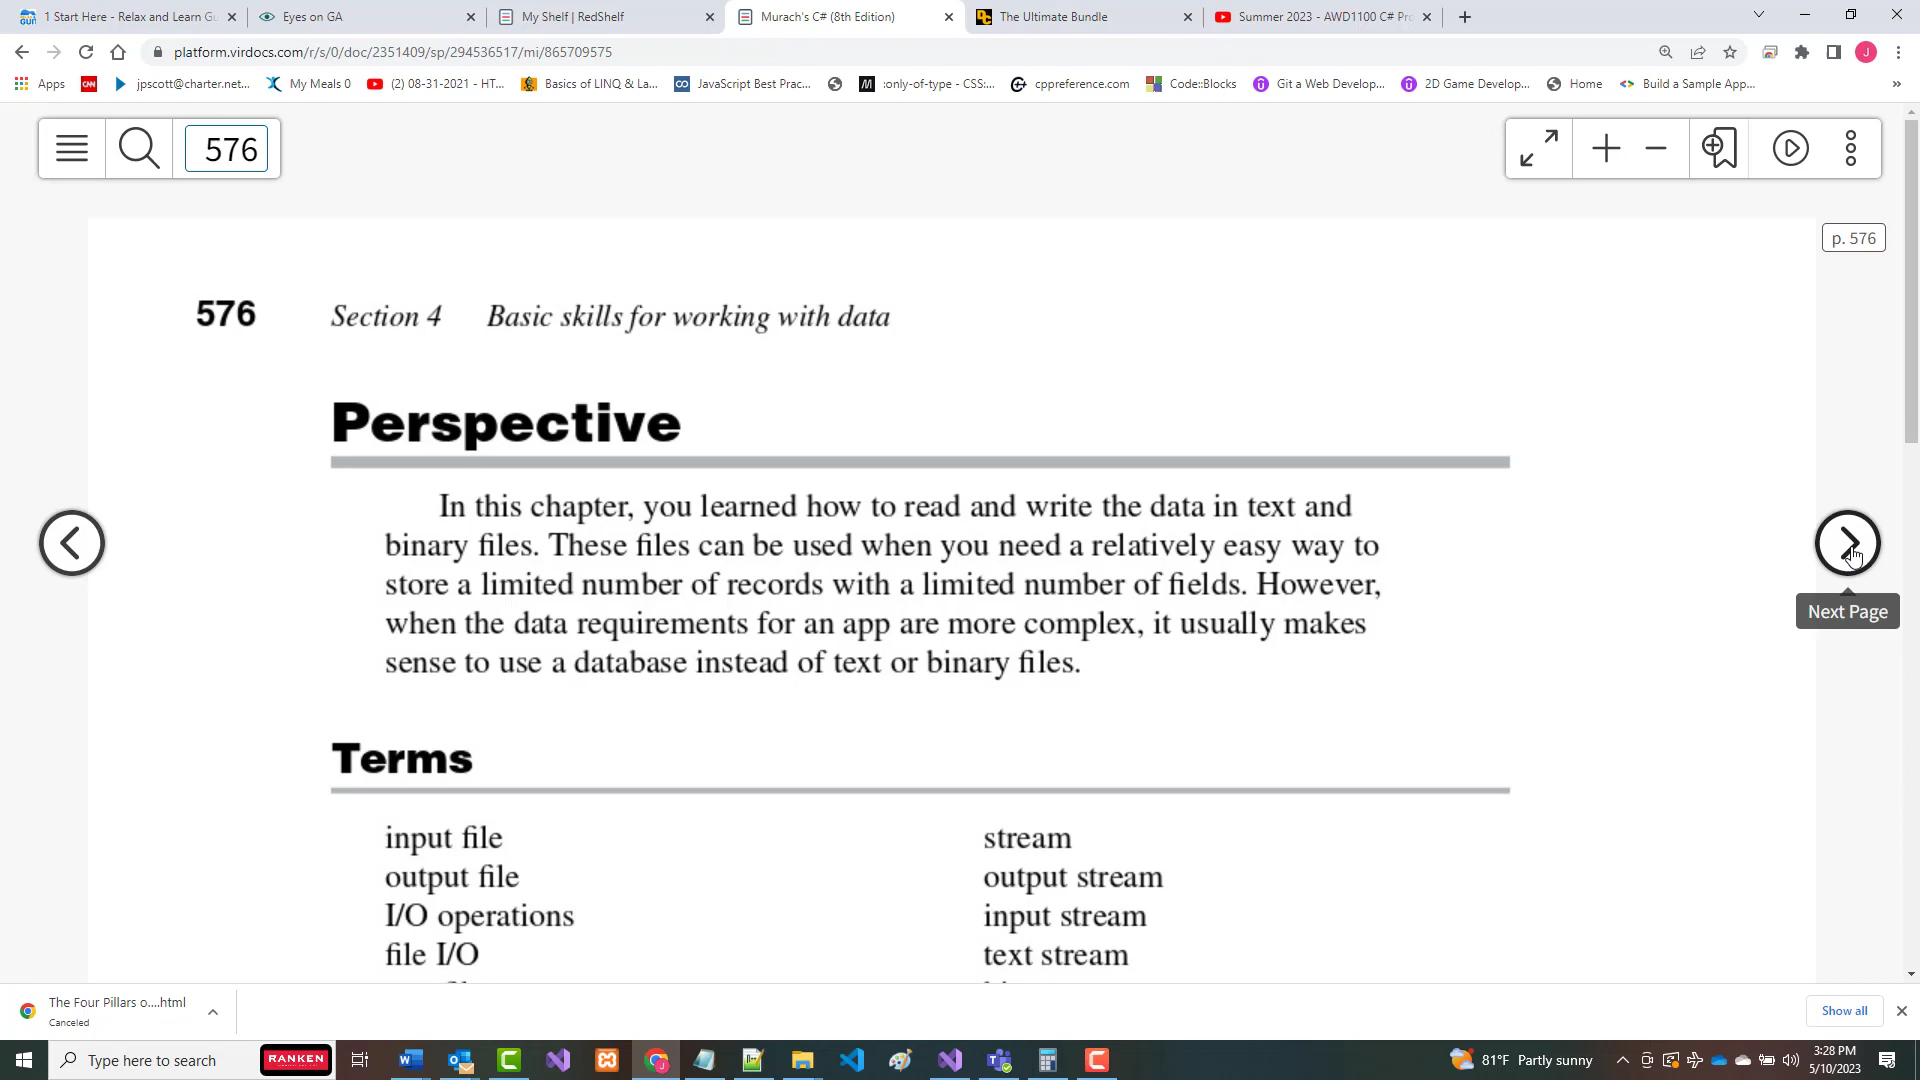 1 Start Here - Relax and Learn Gu
Eyes on GA
My Shelf | RedShelf
Murach's C# (8th Edition)
The Ultimate Bundle
Summer 2023 - AWD1100 C# Pro
platform.virdocs.com/r/s/0/doc/2351409/sp/294536517/mi/865709575
J
Apps
CNN
jpscott@charter.net...
My Meals 0
(2) 08-31-2021 - HT...
Basics of LINQ & La...
JavaScript Best Prac...
:only-of-type - CSS:...
cppreference.com
Code::Blocks
Git a Web Develop...
2D Game Develop...
Home
Build a Sample App...
576
p. 576
576 Section 4 Basic skills for working with data
Perspective
In this chapter, you learned how to read and write the data in text and
binary files. These files can be used when you need a relatively easy way to
store a limited number of records with a limited number of fields. However,
when the data requirements for an app are more complex, it usually makes
sense to use a database instead of text or binary files.
Next Page
Terms
input file
output file
I/O operations
file I/O
stream
output stream
input stream
text stream
The Four Pillars o....html
Canceled
Show all
Type here to search
RANKEN
81°F Partly sunny
3:28 PM
5/10/2023